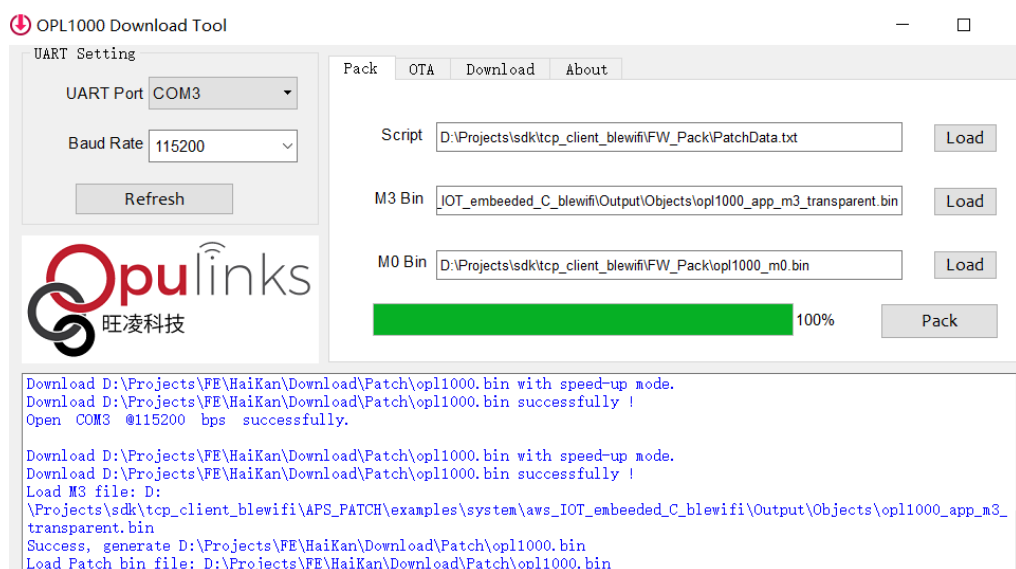 OPL1000 Download Tool
UART Setting
UART Port COM3
Baud Rate 115200
Refresh
Opulinks
旺凌科技
Pack OTA Download About
Script D:\Projects\sdk\tcp_client_blewifi\FW_Pack\PatchData.txt Load
M3 Bin _IOT_embeeded_C_blewifi\Output\Objects\opl1000_app_m3_transparent.bin Load
M0 Bin D:\Projects\sdk\tcp_client_blewifi\FW_Pack\opl1000_m0.bin Load
100% Pack
Download D:\Projects\FE\HaiKan\Download\Patch\opl1000.bin with speed-up mode.
Download D:\Projects\FE\HaiKan\Download\Patch\opl1000.bin successfully !
Open COM3 @115200 bps successfully.
Download D:\Projects\FE\HaiKan\Download\Patch\opl1000.bin with speed-up mode.
Download D:\Projects\FE\HaiKan\Download\Patch\opl1000.bin successfully !
Load M3 file: D:
\Projects\sdk\tcp_client_blewifi\APS_PATCH\examples\system\aws_IOT_embeeded_C_blewifi\Output\Objects\opl1000_app_m3_
transparent.bin
Success, generate D:\Projects\FE\HaiKan\Download\Patch\opl1000.bin
Load Patch bin file: D:\Projects\FE\HaiKan\Download\Patch\opl1000.bin